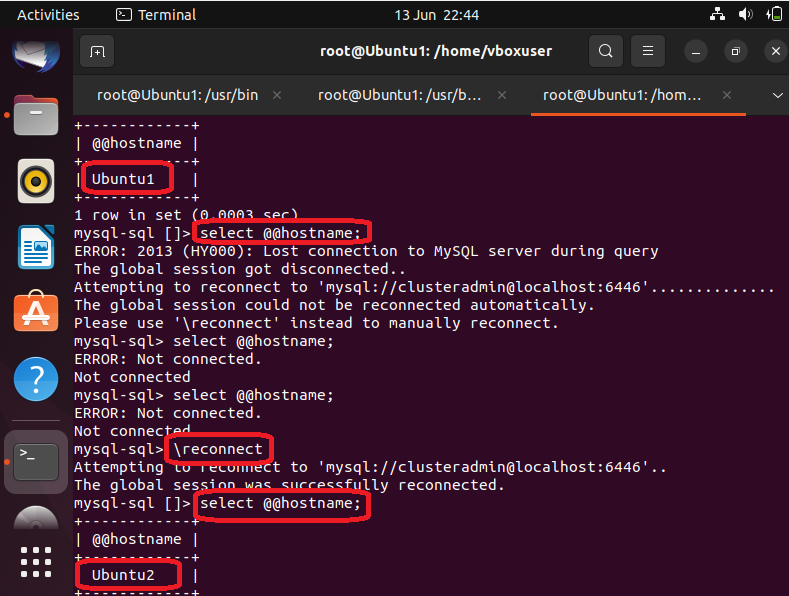 Activities Terminal 13 Jun 22:44
root@Ubuntu1: /home/vboxuser
root@Ubuntu1: /usr/bin × root@Ubuntu1: /usr/b... × root@Ubuntu1: /hom... ×
+------------+
| @@hostname |
+------------+
| Ubuntu1 |
+------------+
1 row in set (0.0003 sec)
mysql-sql []> select @@hostname;
ERROR: 2013 (HY000): Lost connection to MySQL server during query
The global session got disconnected..
Attempting to reconnect to 'mysql://clusteradmin@localhost:6446'..............
The global session could not be reconnected automatically.
Please use '\reconnect' instead to manually reconnect.
mysql-sql> select @@hostname;
ERROR: Not connected.
Not connected
mysql-sql> select @@hostname;
ERROR: Not connected.
Not connected
mysql-sql> \reconnect
Attempting to reconnect to 'mysql://clusteradmin@localhost:6446'..
The global session was successfully reconnected.
mysql-sql []> select @@hostname;
+------------+
| @@hostname |
+------------+
| Ubuntu2 |
+------------+